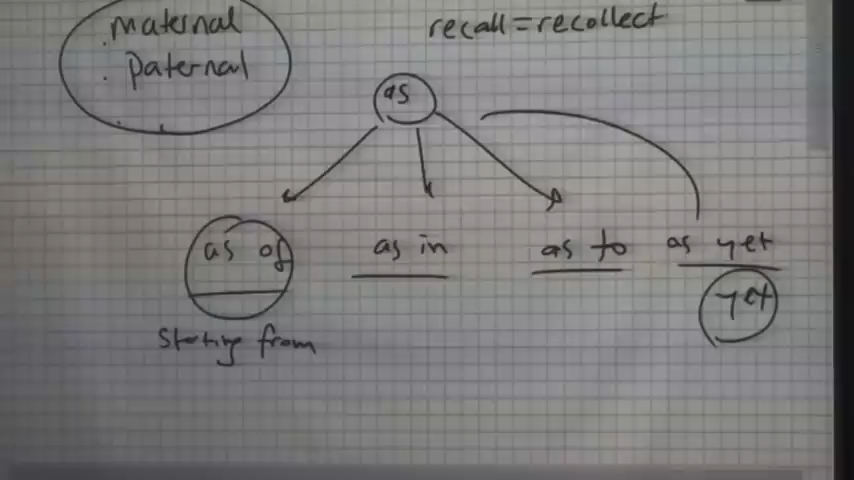 maternal
paternal
recall = recollect
as
as of
as in
as to
as yet
yet
Starting from